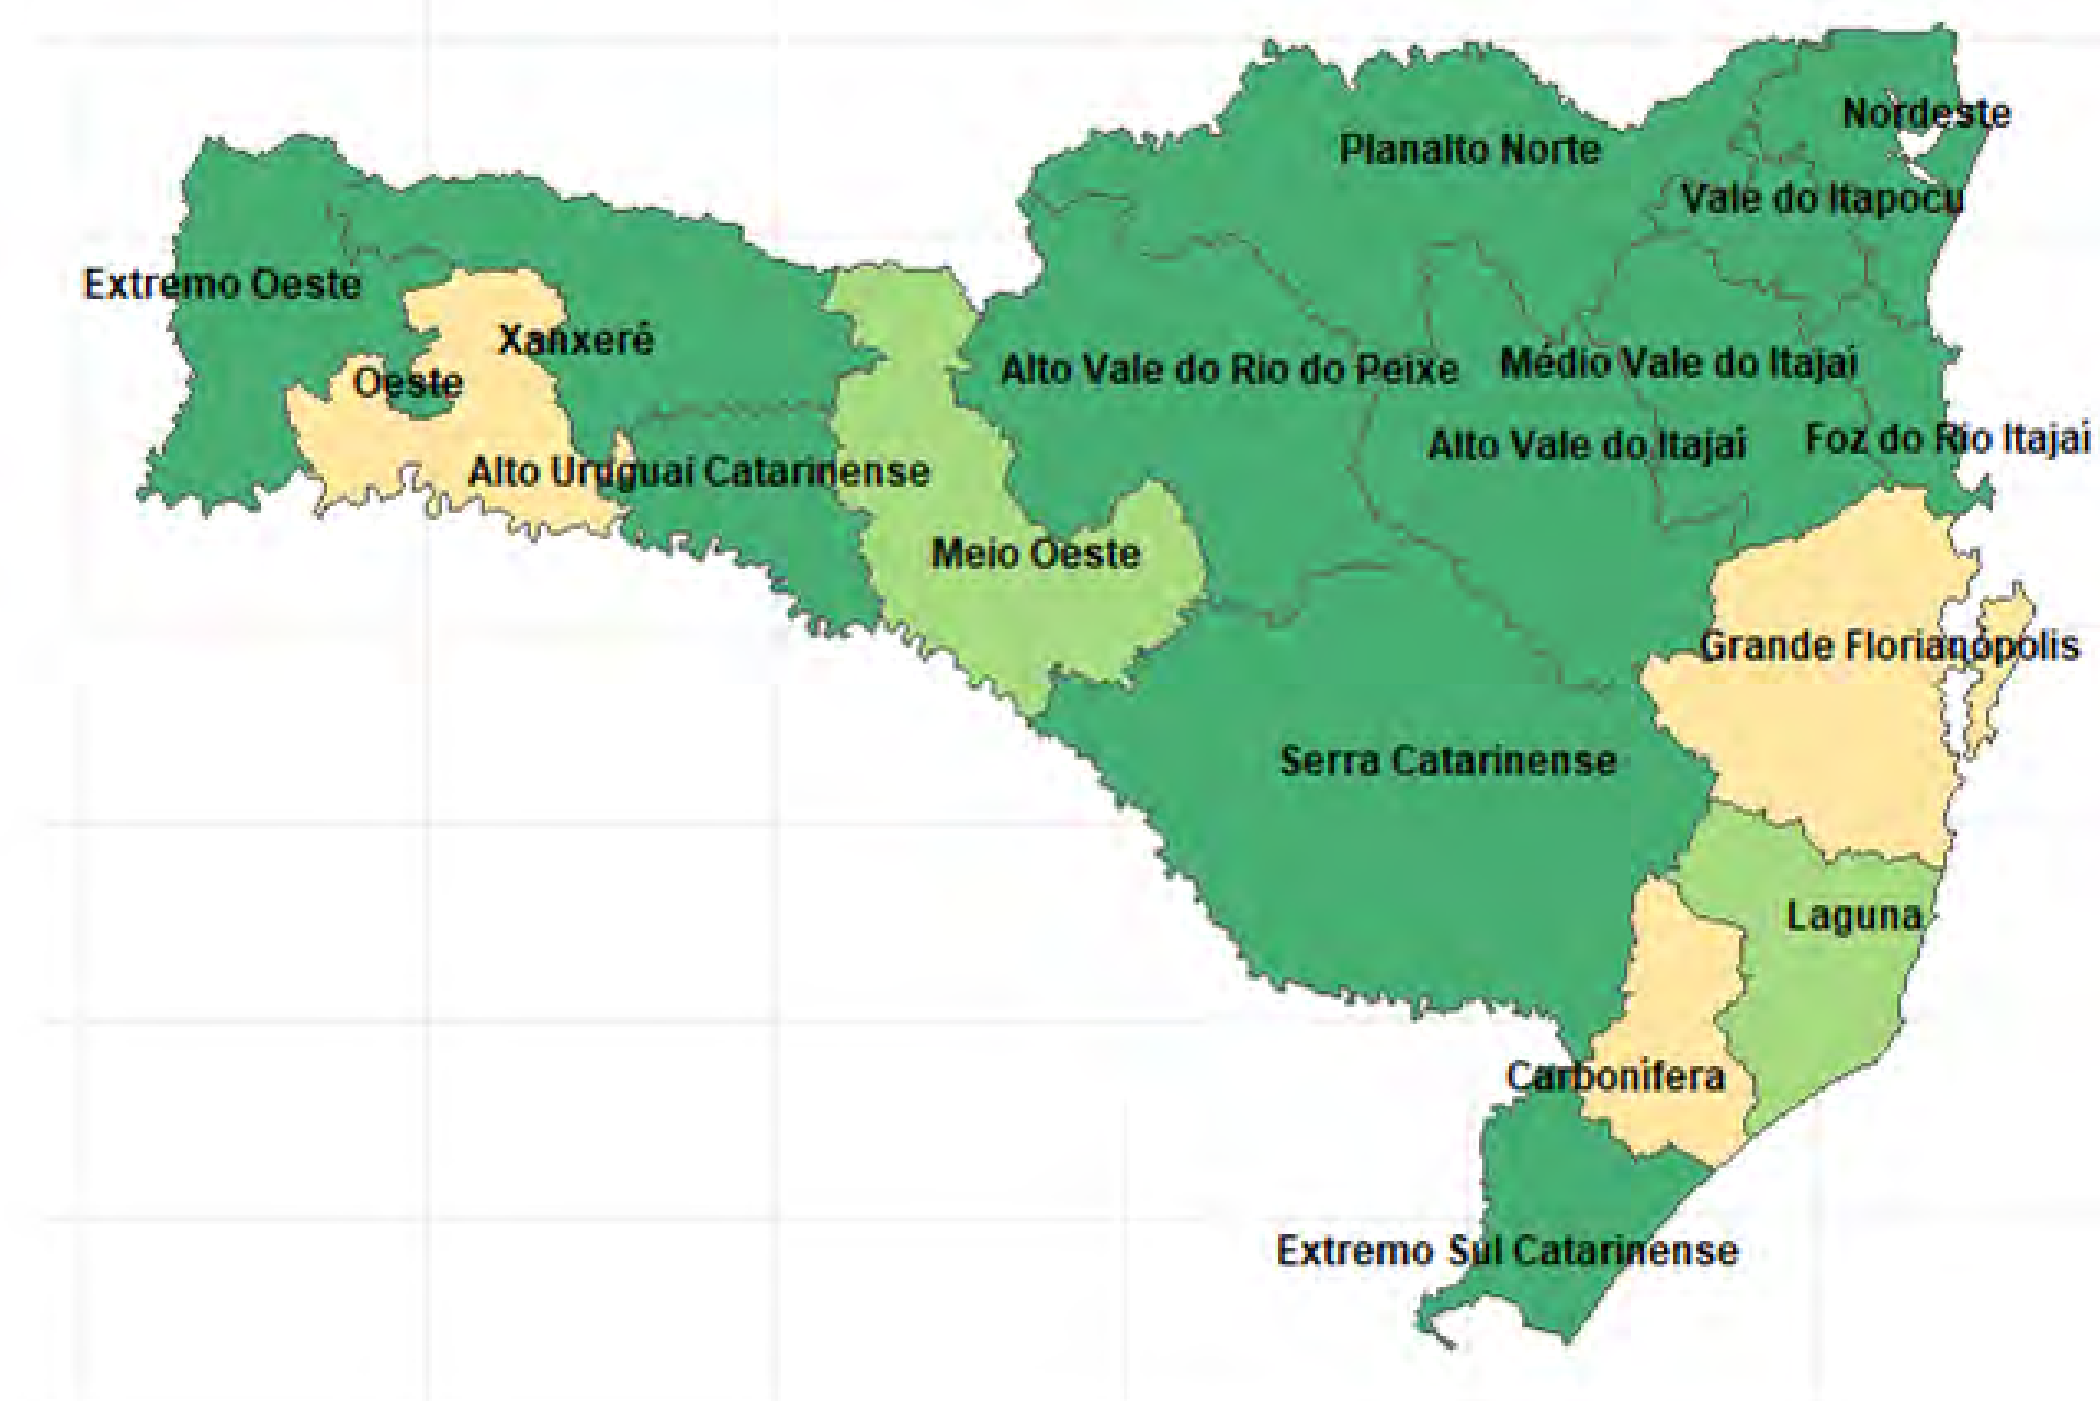 Nordeste
Planalto Norte
Vale do Itapocu
Extremo Oeste
Xanxerê
Oeste
Alto Vale do Rio do Peixe
Médio Vale do Itajaí
Alto Vale do Itajaí
Foz do Rio Itajaí
Alto Uruguai Catarinense
Meio Oeste
Grande Florianópolis
Serra Catarinense
Laguna
Carbonífera
Extremo Sul Catarinense